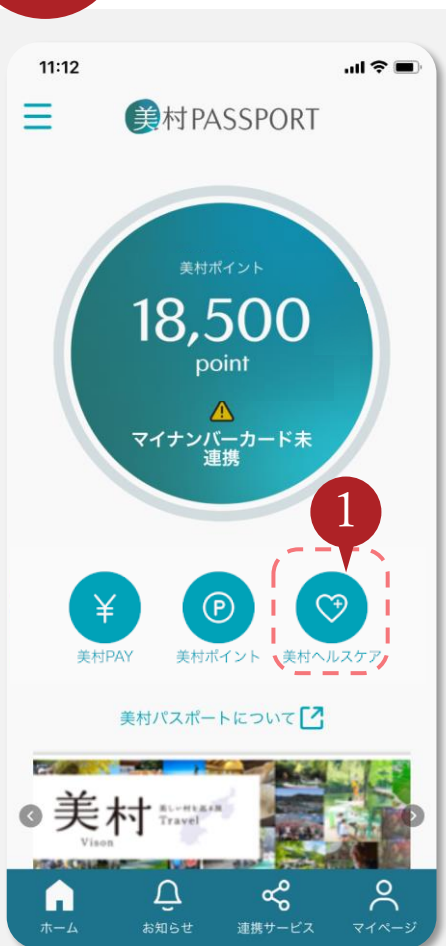 11:12
美村PASSPORT
美村ポイント
18,500
point
マイナンバーカード未
連携
1
¥
P
美村PAY
美村ポイント
美村ヘルスケア
美村パスポートについて
美村
Travel
Vison
ホーム
お知らせ
連携サービス
マイページ